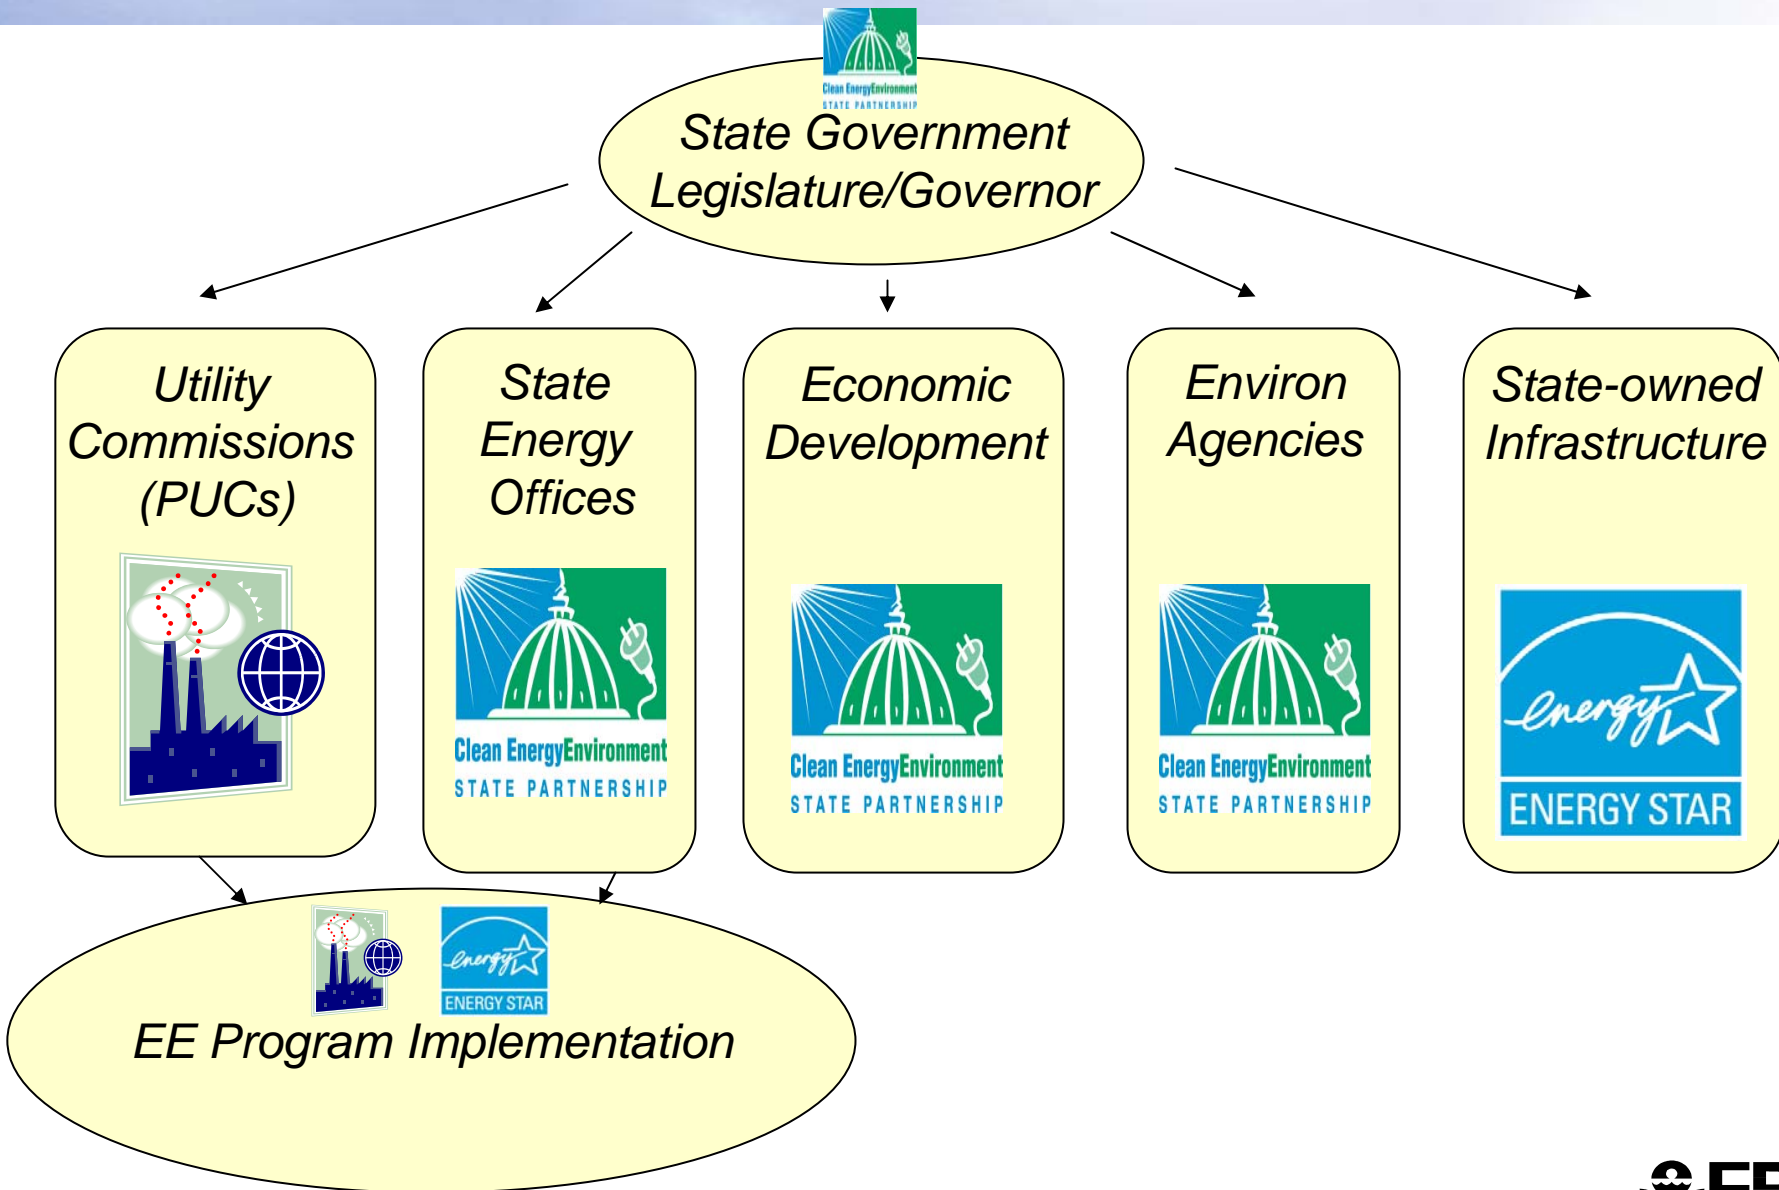 Clean EnergyEnvironment
STATE PARTNERSHIP
State Government
Legislature/Governor
Utility
Commissions
(PUCs)
State
Energy
Offices
Clean EnergyEnvironment
STATE PARTNERSHIP
Economic
Development
Clean EnergyEnvironment
STATE PARTNERSHIP
Environ
Agencies
Clean EnergyEnvironment
STATE PARTNERSHIP
State-owned
Infrastructure
energy
ENERGY STAR
energy
ENERGY STAR
EE Program Implementation